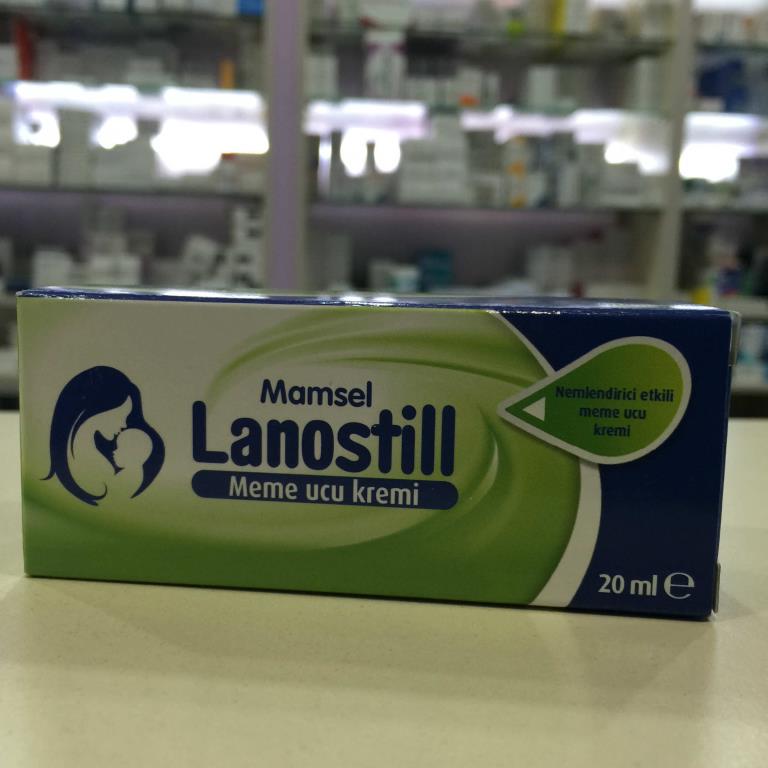 Mamsel
Lanostill
Meme ucu kremi
Nemlendirici etkili
meme ucu
kremi
20 ml ℮